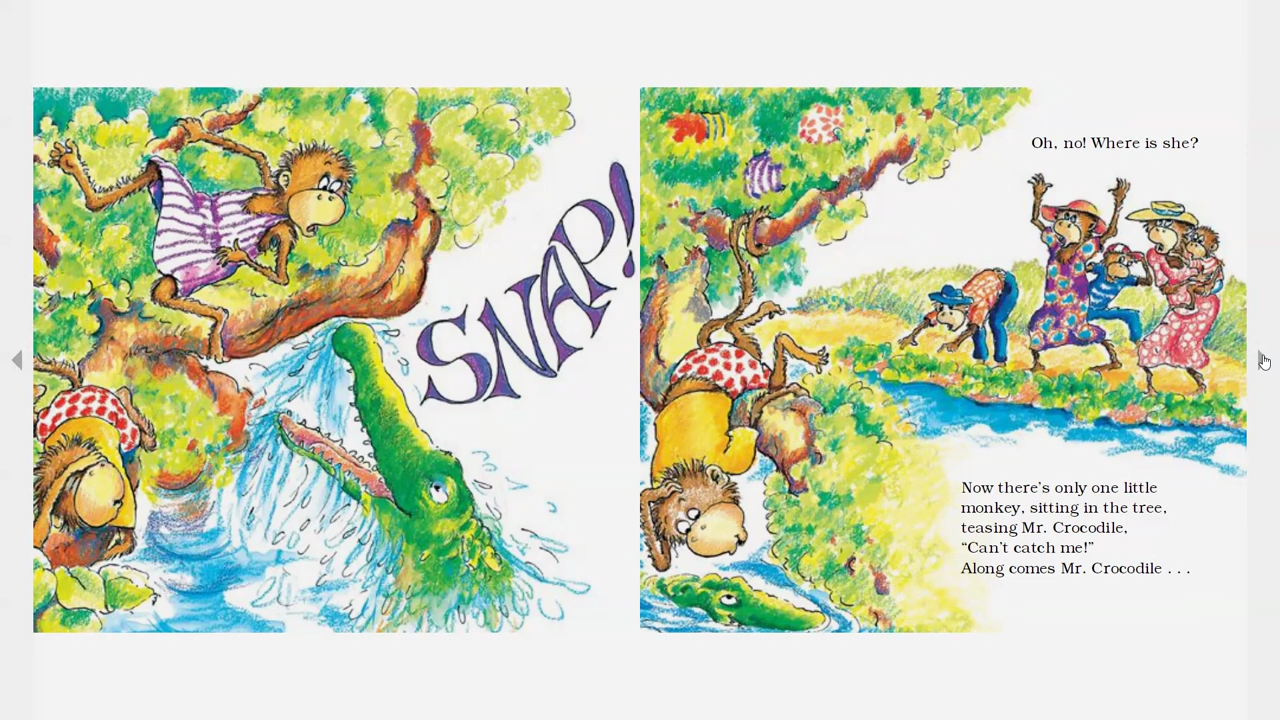 SNAP!
Oh, no! Where is she?
Now there's only one little
monkey, sitting in the tree,
teasing Mr. Crocodile,
“Can't catch me!”
Along comes Mr. Crocodile . . .